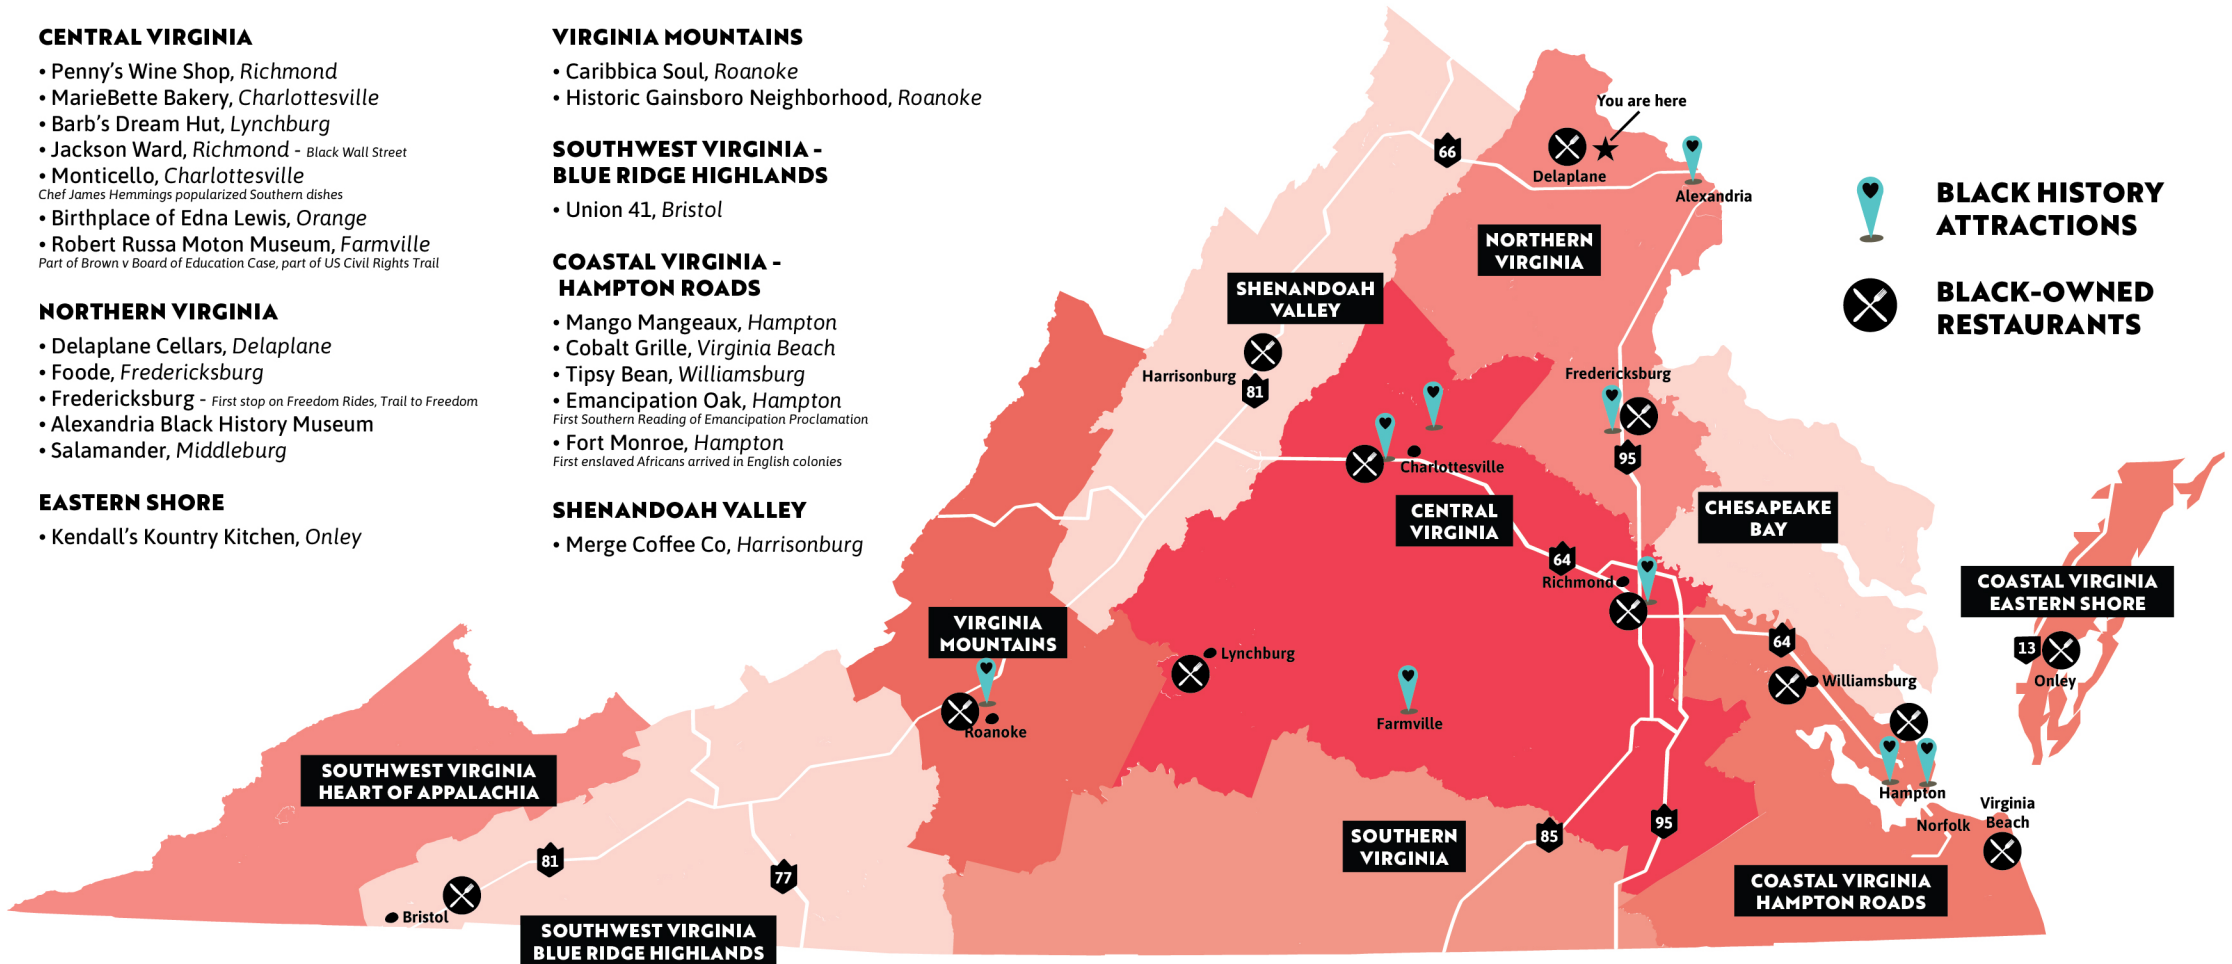 CENTRAL VIRGINIA
• Penny's Wine Shop, Richmond
• MarieBette Bakery, Charlottesville
• Barb's Dream Hut, Lynchburg
• Jackson Ward, Richmond - Black Wall Street
• Monticello, Charlottesville
Chef James Hemmings popularized Southern dishes
• Birthplace of Edna Lewis, Orange
• Robert Russa Moton Museum, Farmville
Part of Brown v Board of Education Case, part of US Civil Rights Trail
NORTHERN VIRGINIA
• Delaplane Cellars, Delaplane
• Foode, Fredericksburg
• Fredericksburg - First stop on Freedom Rides, Trail to Freedom
• Alexandria Black History Museum
• Salamander, Middleburg
EASTERN SHORE
• Kendall's Kountry Kitchen, Onley
VIRGINIA MOUNTAINS
• Caribbica Soul, Roanoke
• Historic Gainsboro Neighborhood, Roanoke
SOUTHWEST VIRGINIA -
BLUE RIDGE HIGHLANDS
• Union 41, Bristol
COASTAL VIRGINIA -
HAMPTON ROADS
• Mango Mangeaux, Hampton
• Cobalt Grille, Virginia Beach
• Tipsy Bean, Williamsburg
• Emancipation Oak, Hampton
First Southern Reading of Emancipation Proclamation
• Fort Monroe, Hampton
First enslaved Africans arrived in English colonies
SHENANDOAH VALLEY
• Merge Coffee Co, Harrisonburg
You are here
66
Delaplane
Alexandria
NORTHERN
VIRGINIA
SHENANDOAH
VALLEY
Harrisonburg
81
Fredericksburg
95
Charlottesville
CENTRAL
VIRGINIA
CHESAPEAKE
BAY
64
Richmond
COASTAL VIRGINIA
EASTERN SHORE
13
Onley
VIRGINIA
MOUNTAINS
Roanoke
Lynchburg
Farmville
64
Williamsburg
Hampton
Norfolk
Virginia
Beach
SOUTHWEST VIRGINIA
HEART OF APPALACHIA
81
77
Bristol
SOUTHWEST VIRGINIA
BLUE RIDGE HIGHLANDS
SOUTHERN
VIRGINIA
85
95
COASTAL VIRGINIA
HAMPTON ROADS
BLACK HISTORY
ATTRACTIONS
BLACK-OWNED
RESTAURANTS